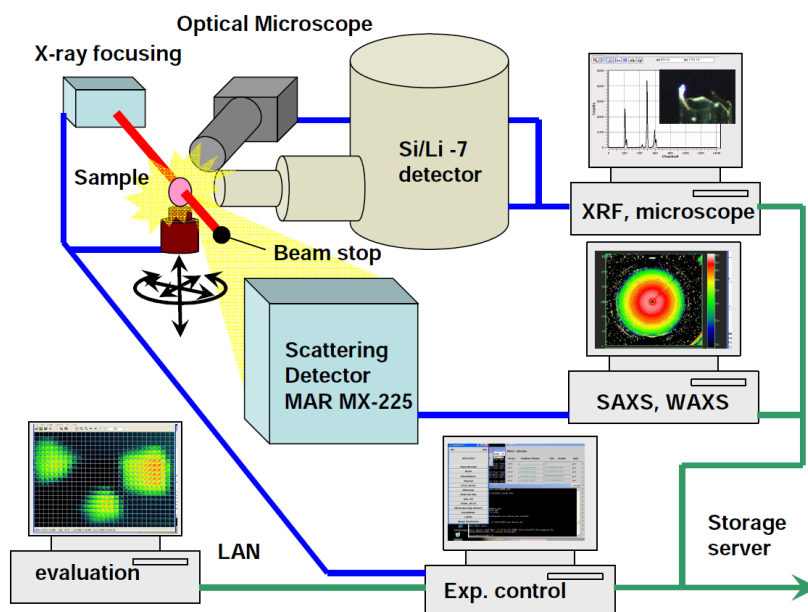 Optical Microscope
X-ray focusing
Si/Li -7
detector
Sample
XRF, microscope
Beam stop
Scattering
Detector
MAR MX-225
SAXS, WAXS
Storage
server
LAN
evaluation
Exp. control